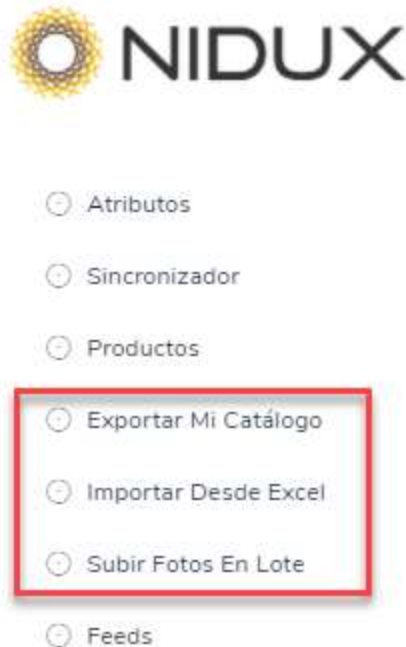 NIDUX
Atributos
Sincronizador
Productos
Exportar Mi Catálogo
Importar Desde Excel
Subir Fotos En Lote
Feeds